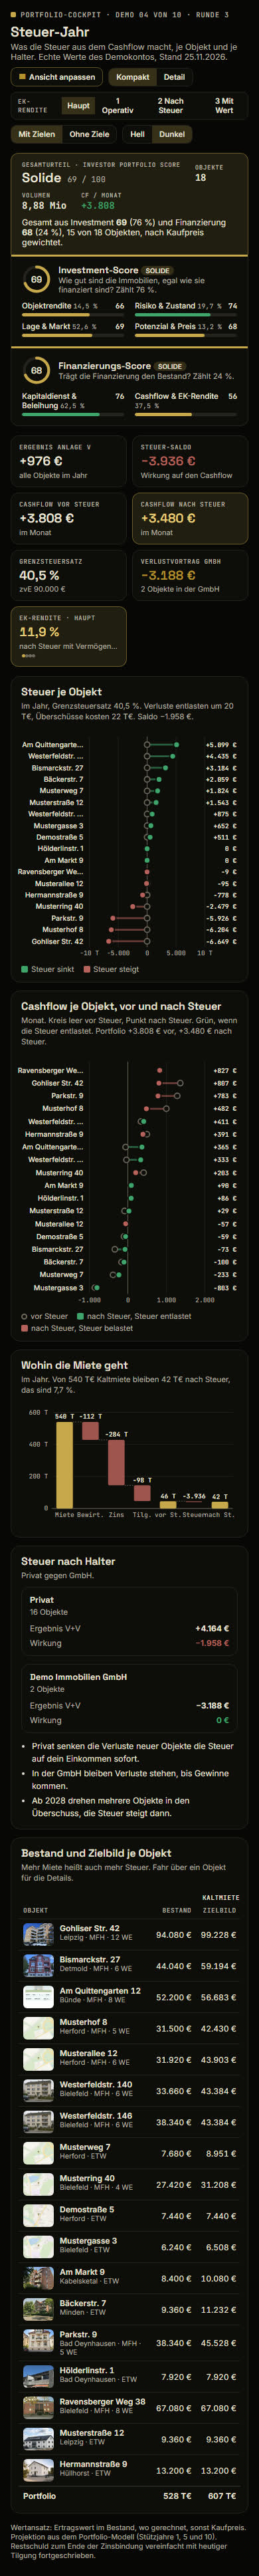 PORTFOLIO-COCKPIT · DEMO 04 VON 10 · RUNDE 3
Steuer-Jahr
Was die Steuer aus dem Cashflow macht, je Objekt und je
Halter. Echte Werte des Demokontos, Stand 25.11.2026.
Ansicht anpassen
Kompakt
Detail
EK-
RENDITE
Haupt
1
Operativ
2 Nach
Steuer
3 Mit
Wert
Mit Zielen
Ohne Ziele
Hell
Dunkel
GESAMTURTEIL · INVESTOR PORTFOLIO SCORE
Solide 69 / 100
OBJEKTE
18
VOLUMEN
8,88 Mio
CF / MONAT
+3.808
Gesamt aus Investment 69 (76 %) und Finanzierung
68 (24 %), 15 von 18 Objekten, nach Kaufpreis
gewichtet.
69
Investment-Score SOLIDE
Wie gut sind die Immobilien, egal wie sie
finanziert sind? Zählt 76 %.
Objektrendite 14,5 % 66
Risiko & Zustand 19,7 % 74
Lage & Markt 52,6 % 69
Potenzial & Preis 13,2 % 68
68
Finanzierungs-Score SOLIDE
Trägt die Finanzierung den Bestand? Zählt 24 %.
Kapitaldienst & 76
Beleihung 62,5 %
Cashflow & EK-Rendite 56
37,5 %
ERGEBNIS ANLAGE V
+976 €
alle Objekte im Jahr
STEUER-SALDO
−3.936 €
Wirkung auf den Cashflow
CASHFLOW VOR STEUER
+3.808 €
im Monat
CASHFLOW NACH STEUER
+3.480 €
im Monat
GRENZSTEUERSATZ
40,5 %
zvE 90.000 €
VERLUSTVORTRAG GMBH
−3.188 €
2 Objekte in der GmbH
EK-RENDITE · HAUPT
11,9 %
nach Steuer mit Vermögen…
Steuer je Objekt
Im Jahr, Grenzsteuersatz 40,5 %. Verluste entlasten um 20
T€, Überschüsse kosten 22 T€. Saldo −1.958 €.
Am Quittengarte… +5.099 €
Westerfeldstr. … +4.435 €
Bismarckstr. 27 +3.184 €
Bäckerstr. 7 +2.059 €
Musterweg 7 +1.824 €
Musterstraße 12 +1.543 €
Westerfeldstr. … +875 €
Mustergasse 3 +652 €
Demostraße 5 +511 €
Hölderlinstr. 1 0 €
Am Markt 9 0 €
Ravensberger We… -9 €
Musterallee 12 -95 €
Hermannstraße 9 -778 €
Musterring 40 -2.479 €
Parkstr. 9 -5.926 €
Musterhof 8 -6.204 €
Gohliser Str. 42 -6.649 €
-10 T -5.000 0 5.000 10 T
Steuer sinkt Steuer steigt
Cashflow je Objekt, vor und nach Steuer
Monat. Kreis leer vor Steuer, Punkt nach Steuer. Grün, wenn
die Steuer entlastet. Portfolio +3.808 € vor, +3.480 € nach
Steuer.
Ravensberger We… +827 €
Gohliser Str. 42 +807 €
Parkstr. 9 +783 €
Musterhof 8 +482 €
Westerfeldstr. … +411 €
Hermannstraße 9 +391 €
Am Quittengarte… +365 €
Westerfeldstr. … +333 €
Musterring 40 +203 €
Am Markt 9 +90 €
Hölderlinstr. 1 +86 €
Musterstraße 12 +29 €
Musterallee 12 -57 €
Demostraße 5 -59 €
Bismarckstr. 27 -73 €
Bäckerstr. 7 -100 €
Musterweg 7 -233 €
Mustergasse 3 -803 €
-1.000 0 1.000 2.000
vor Steuer nach Steuer, Steuer entlastet
nach Steuer, Steuer belastet
Wohin die Miete geht
Im Jahr. Von 540 T€ Kaltmiete bleiben 42 T€ nach Steuer,
das sind 7,7 %.
600 T
400 T
200 T
0
540 T -112 T
-284 T
-98 T
46 T -3.936 42 T
Miete Bewirt. Zins Tilg. vor St. Steuer nach St.
Steuer nach Halter
Privat gegen GmbH.
Privat
16 Objekte
Ergebnis V+V +4.164 €
Wirkung −1.958 €
Demo Immobilien GmbH
2 Objekte
Ergebnis V+V −3.188 €
Wirkung 0 €
• Privat senken die Verluste neuer Objekte die Steuer
auf dein Einkommen sofort.
• In der GmbH bleiben Verluste stehen, bis Gewinne
kommen.
• Ab 2028 drehen mehrere Objekte in den
Überschuss, die Steuer steigt dann.
Bestand und Zielbild je Objekt
Mehr Miete heißt auch mehr Steuer. Fahr über ein Objekt
für die Details.
KALTMIETE
OBJEKT BESTAND ZIELBILD
Gohliser Str. 42
Leipzig · MFH · 12 WE
94.080 € 99.228 €
Bismarckstr. 27
Detmold · MFH · 6 WE
44.040 € 59.194 €
Am Quittengarten 12
Bünde · MFH · 8 WE
52.200 € 56.683 €
Musterhof 8
Herford · MFH · 5 WE
31.500 € 42.430 €
Musterallee 12
Herford · MFH · 6 WE
31.920 € 43.903 €
Westerfeldstr. 140
Bielefeld · MFH · 6 WE
33.660 € 43.384 €
Westerfeldstr. 146
Bielefeld · MFH · 6 WE
38.340 € 43.384 €
Musterweg 7
Herford · ETW
7.680 € 8.951 €
Musterring 40
Bielefeld · MFH · 4 WE
27.420 € 31.208 €
Demostraße 5
Herford · ETW
7.440 € 7.440 €
Mustergasse 3
Bielefeld · ETW
6.240 € 6.508 €
Am Markt 9
Kabelsketal · ETW
8.400 € 10.080 €
Bäckerstr. 7
Minden · ETW
9.360 € 11.232 €
Parkstr. 9
Bad Oeynhausen · MFH ·
5 WE
38.340 € 45.528 €
Hölderlinstr. 1
Bad Oeynhausen · ETW
7.920 € 7.920 €
Ravensberger Weg 38
Bielefeld · MFH · 8 WE
67.080 € 67.080 €
Musterstraße 12
Leipzig · ETW
9.360 € 9.360 €
Hermannstraße 9
Hüllhorst · ETW
13.200 € 13.200 €
Portfolio 528 T€ 607 T€
Wertansatz: Ertragswert im Bestand, wo gerechnet, sonst Kaufpreis.
Projektion aus dem Portfolio-Modell (Stützjahre 1, 5 und 10).
Restschuld zum Ende der Zinsbindung vereinfacht mit heutiger
Tilgung fortgeschrieben.